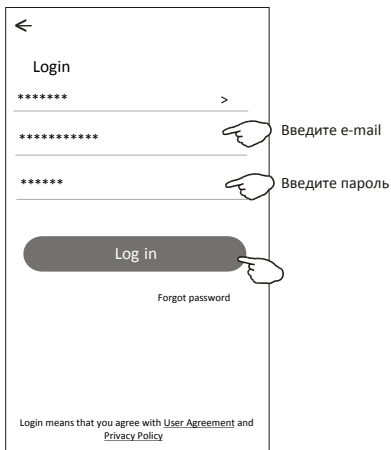 Login
******* >
*********** Введите e-mail
****** Введите пароль
Log in
Forgot password
Login means that you agree with User Agreement and
Privacy Policy